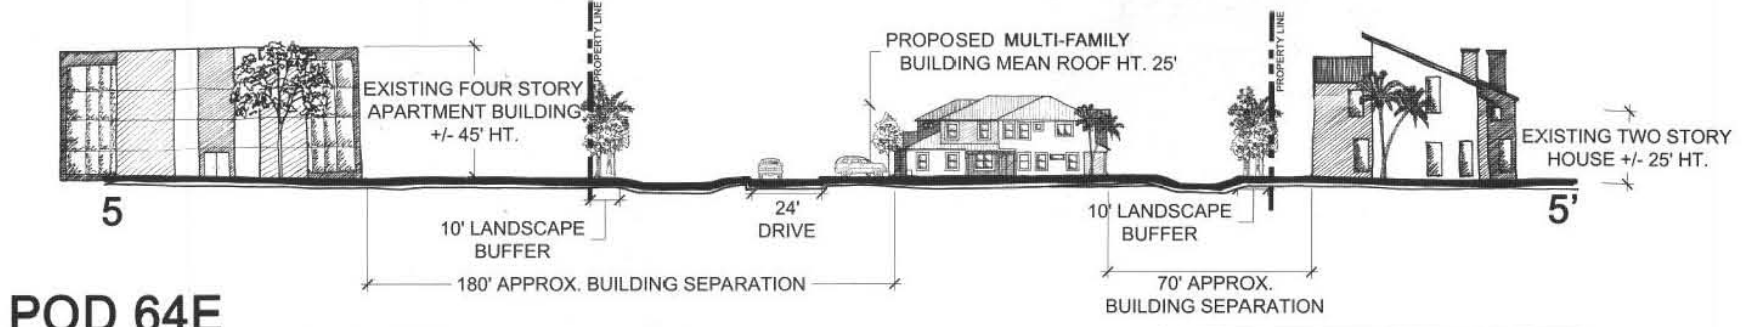 PROPERTY LINE
PROPERTY LINE
PROPOSED MULTI-FAMILY
BUILDING MEAN ROOF HT. 25'
EXISTING FOUR STORY
APARTMENT BUILDING
+/- 45' HT.
EXISTING TWO STORY
HOUSE +/- 25' HT.
5
5'
10' LANDSCAPE
BUFFER
24'
DRIVE
10' LANDSCAPE
BUFFER
180' APPROX. BUILDING SEPARATION
70' APPROX.
BUILDING SEPARATION
POD 64E